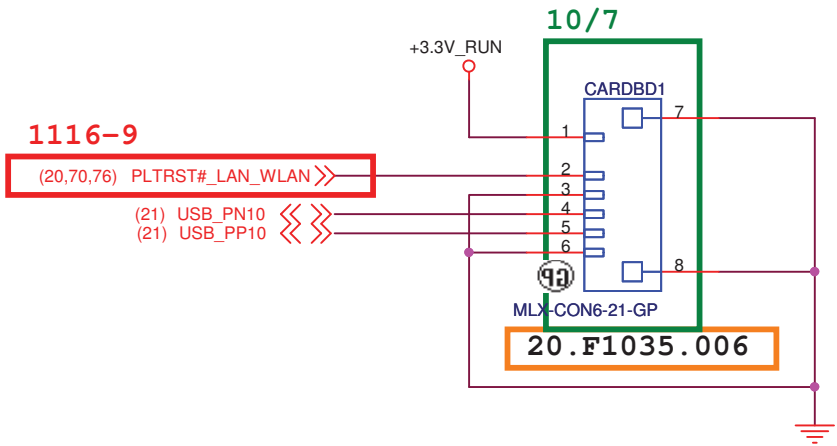 10/7
+3.3V_RUN
CARDBD1
7
1116-9
1
(20,70,76) PLTRST#_LAN_WLAN
2
3
(21) USB_PN10
4
(21) USB_PP10
5
6
8
GP
MLX-CON6-21-GP
20.F1035.006